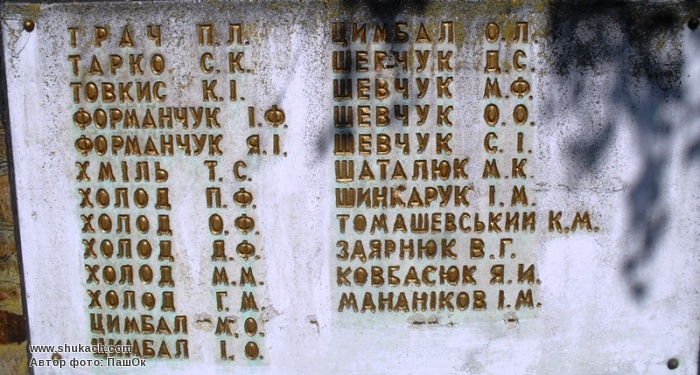 ТРАЧ П.Л.
ТАРКО С.К.
ТОВКИС К.І.
ФОРМАНЧУК І.Ф.
ФОРМАНЧУК Я.І.
ХМІЛЬ Т.С.
ХОЛОД П.Ф.
ХОЛОД О.Ф.
ХОЛОД Д.Ф.
ХОЛОД М.М.
ХОЛОД Г.М.
ЦИМБАЛ М.О.
ЦИМБАЛ І.О.
ЦИМБАЛ О.Л.
ШЕВЧУК Д.С.
ШЕВЧУК М.Ф.
ШЕВЧУК О.О.
ШЕВЧУК С.І.
ШАТАЛЮК М.К.
ШИНКАРУК І.М.
ТОМАШЕВСЬКИЙ К.М.
ЗАЯРНЮК В.Г.
КОВБАСЮК Я.И.
МАНАНІКОВ І.М.
www.shukach.com
Автор фото: ПашОк